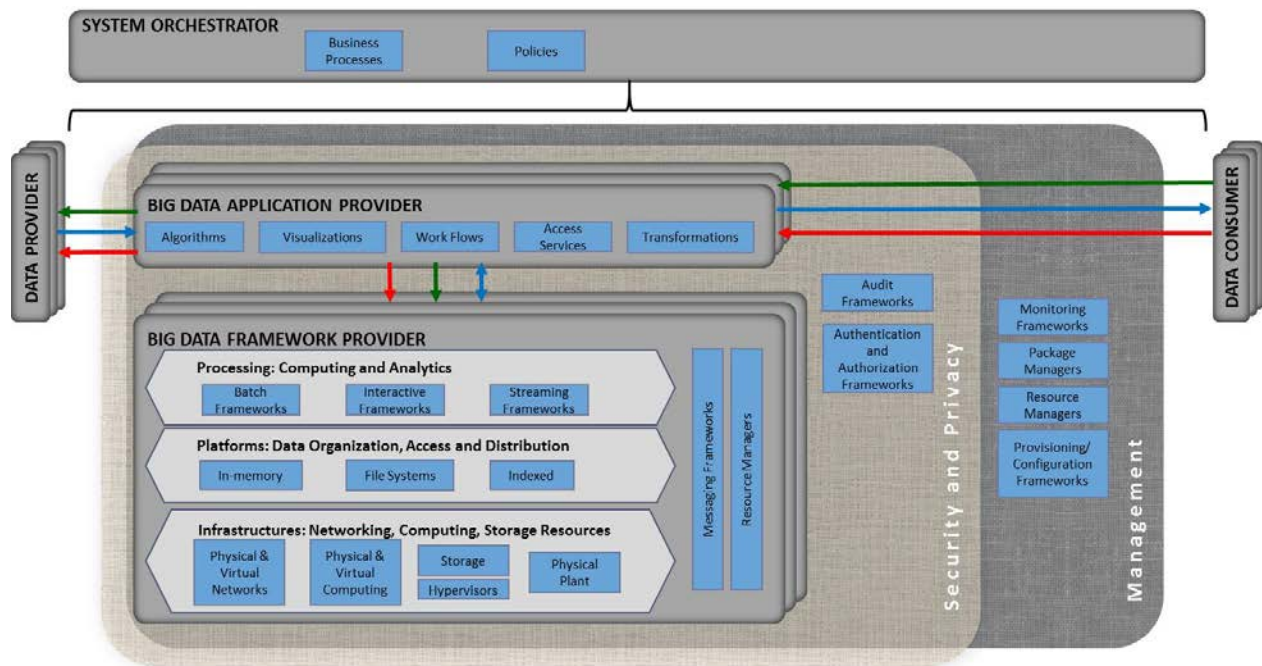 SYSTEM ORCHESTRATOR
Business
Processes
Policies
DATA PROVIDER
BIG DATA APPLICATION PROVIDER
Algorithms
Visualizations
Work Flows
Access
Services
Transformations
DATA CONSUMER
BIG DATA FRAMEWORK PROVIDER
Processing: Computing and Analytics
Batch
Frameworks
Interactive
Frameworks
Streaming
Frameworks
Platforms: Data Organization, Access and Distribution
In-memory
File Systems
Indexed
Infrastructures: Networking, Computing, Storage Resources
Physical &
Virtual
Networks
Physical &
Virtual
Computing
Storage
Hypervisors
Physical
Plant
Messaging Frameworks
Resource Managers
Audit
Frameworks
Authentication
and
Authorization
Frameworks
Security and Privacy
Monitoring
Frameworks
Package
Managers
Resource
Managers
Provisioning/
Configuration
Frameworks
Management